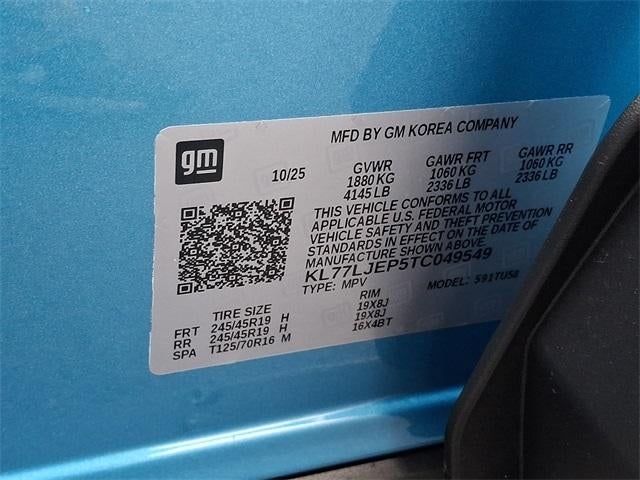 MFD BY GM KOREA COMPANY
gm
10/25
GVWR GAWR FRT GAWR RR
1880 KG 1060 KG 1060 KG
4145 LB 2336 LB 2336 LB
THIS VEHICLE CONFORMS TO ALL
APPLICABLE U.S. FEDERAL MOTOR
VEHICLE SAFETY AND THEFT PREVENTION
STANDARDS IN EFFECT ON THE DATE OF
MANUFACTURE SHOWN ABOVE.
KL77LJEP5TC049549
TYPE: MPV MODEL: 591TU58
TIRE SIZE RIM
FRT 245/45R19 H 19X8J
RR 245/45R19 H 19X8J
SPA T125/70R16 M 16X4BT